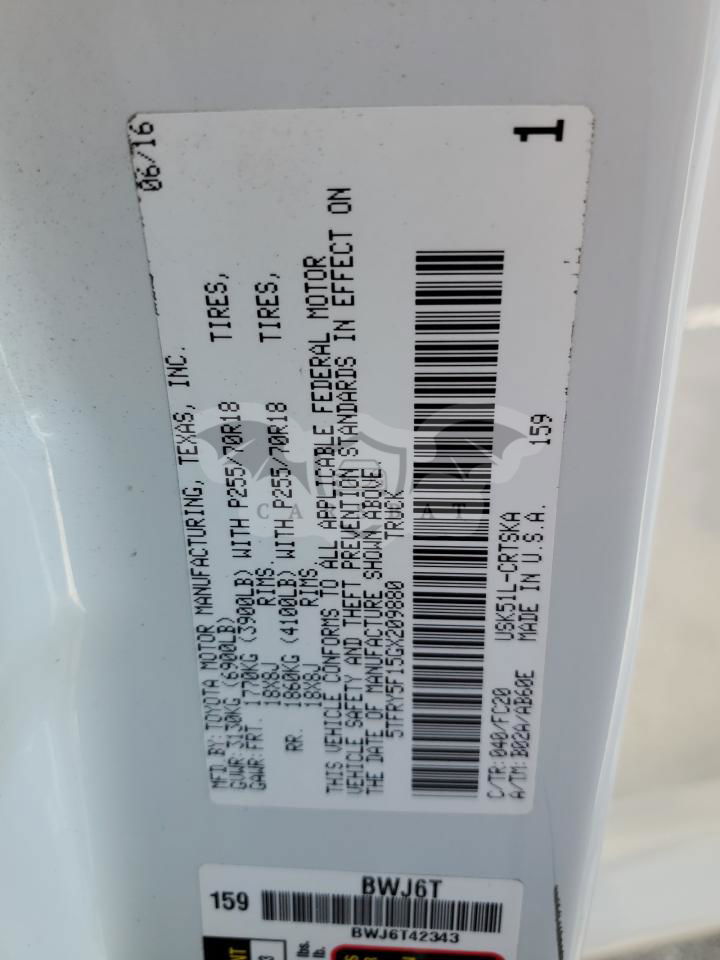 MFD BY: TOYOTA MOTOR MANUFACTURING, TEXAS, INC. 06/16
GVWR: 3130KG (6900LB)
GAWR: FRT. 1770KG (3900LB) WITH P255/70R18 TIRES,
18X8J RIMS.
RR. 1860KG (4100LB) WITH P255/70R18 TIRES,
18X8J RIMS
THIS VEHICLE CONFORMS TO ALL APPLICABLE FEDERAL MOTOR
VEHICLE SAFETY AND THEFT PREVENTION STANDARDS IN EFFECT ON
THE DATE OF MANUFACTURE SHOWN ABOVE.
5TFRY5F15GX209880 TRUCK
C/TR: 040/FC20 USK51L-CRTSKA 159
A/TM: B02A/AB60E MADE IN U.S.A. 1
BWJ6T
159
BWJ6T42343
lbs.
lb.